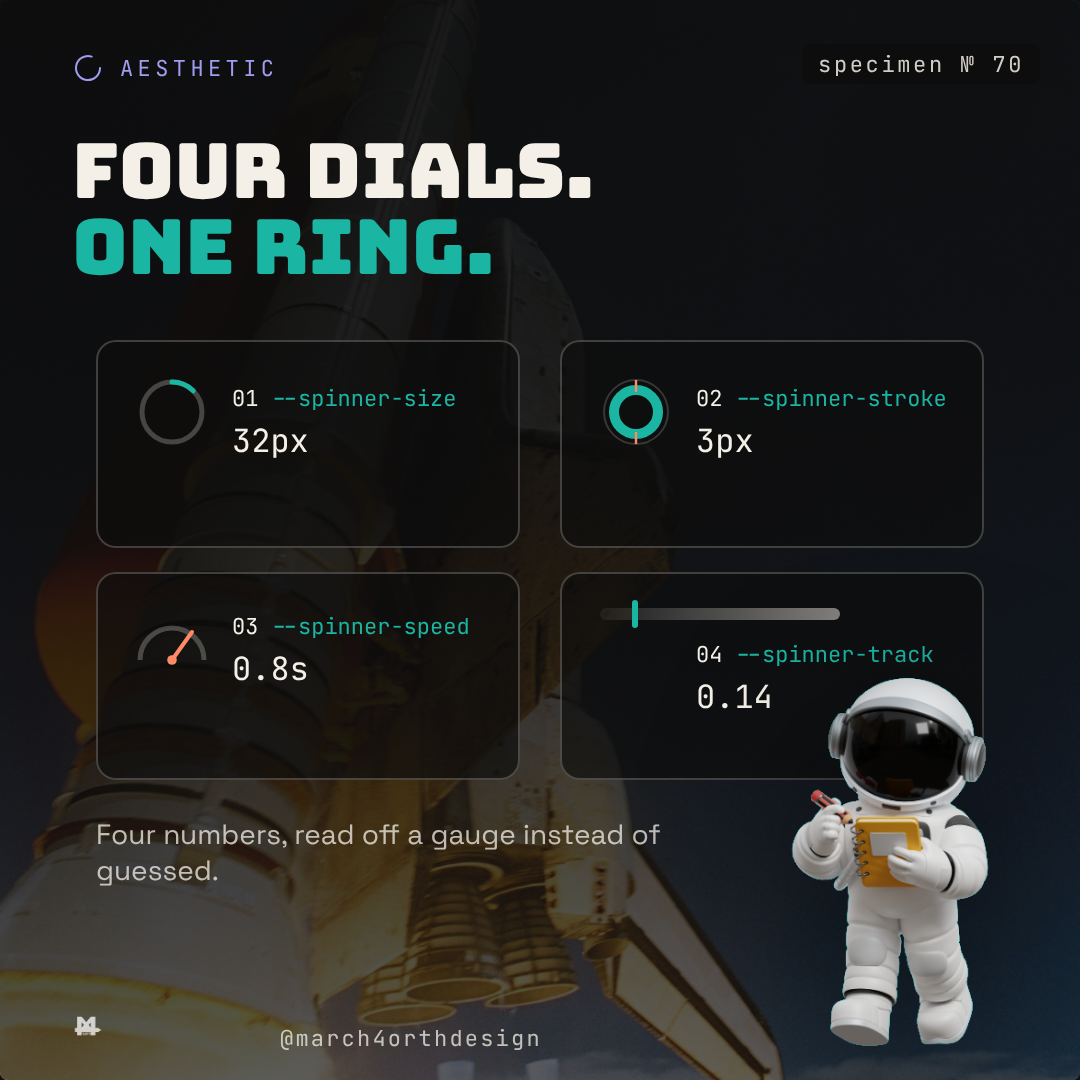 AESTHETIC
specimen № 70
FOUR DIALS.
ONE RING.
01 --spinner-size
32px
02 --spinner-stroke
3px
03 --spinner-speed
0.8s
04 --spinner-track
0.14
Four numbers, read off a gauge instead of
guessed.
@march4orthdesign